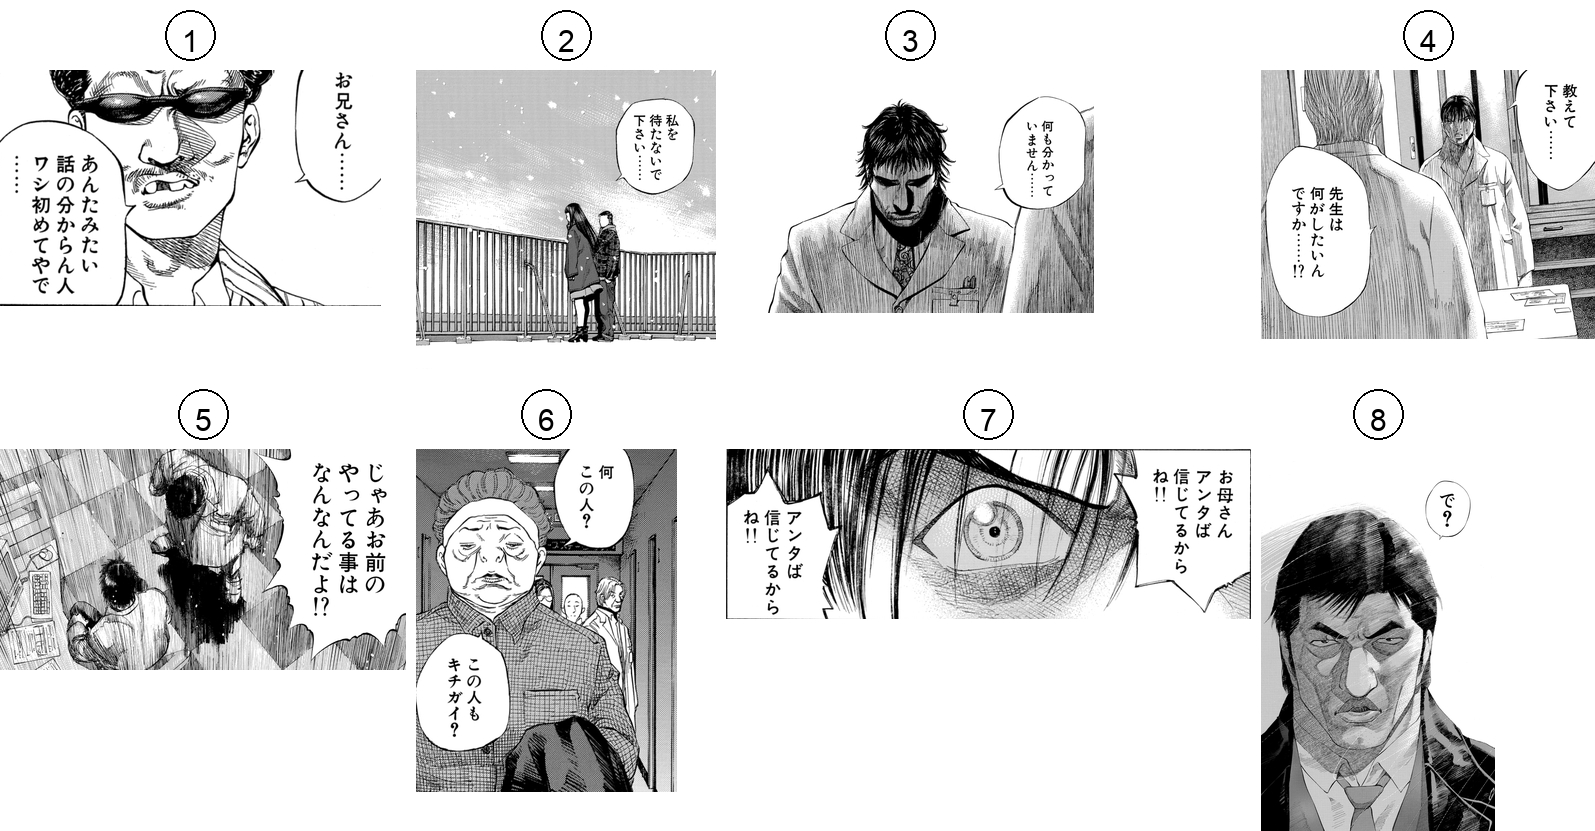 1
お兄さん……
あんたみたい
話の分からん人
ワシ初めてやで
……
2
私を
待たないで
下さい……
3
何も分かって
いません……
4
教えて
下さい……
先生は
何がしたいん
ですか……!?
5
じゃあお前の
やってる事は
なんなんだよ!?
6
何
この人?
この人も
キチガイ?
7
お母さん
アンタば
信じてるから
ね!!
アンタば
信じてるから
ね!!
8
で?